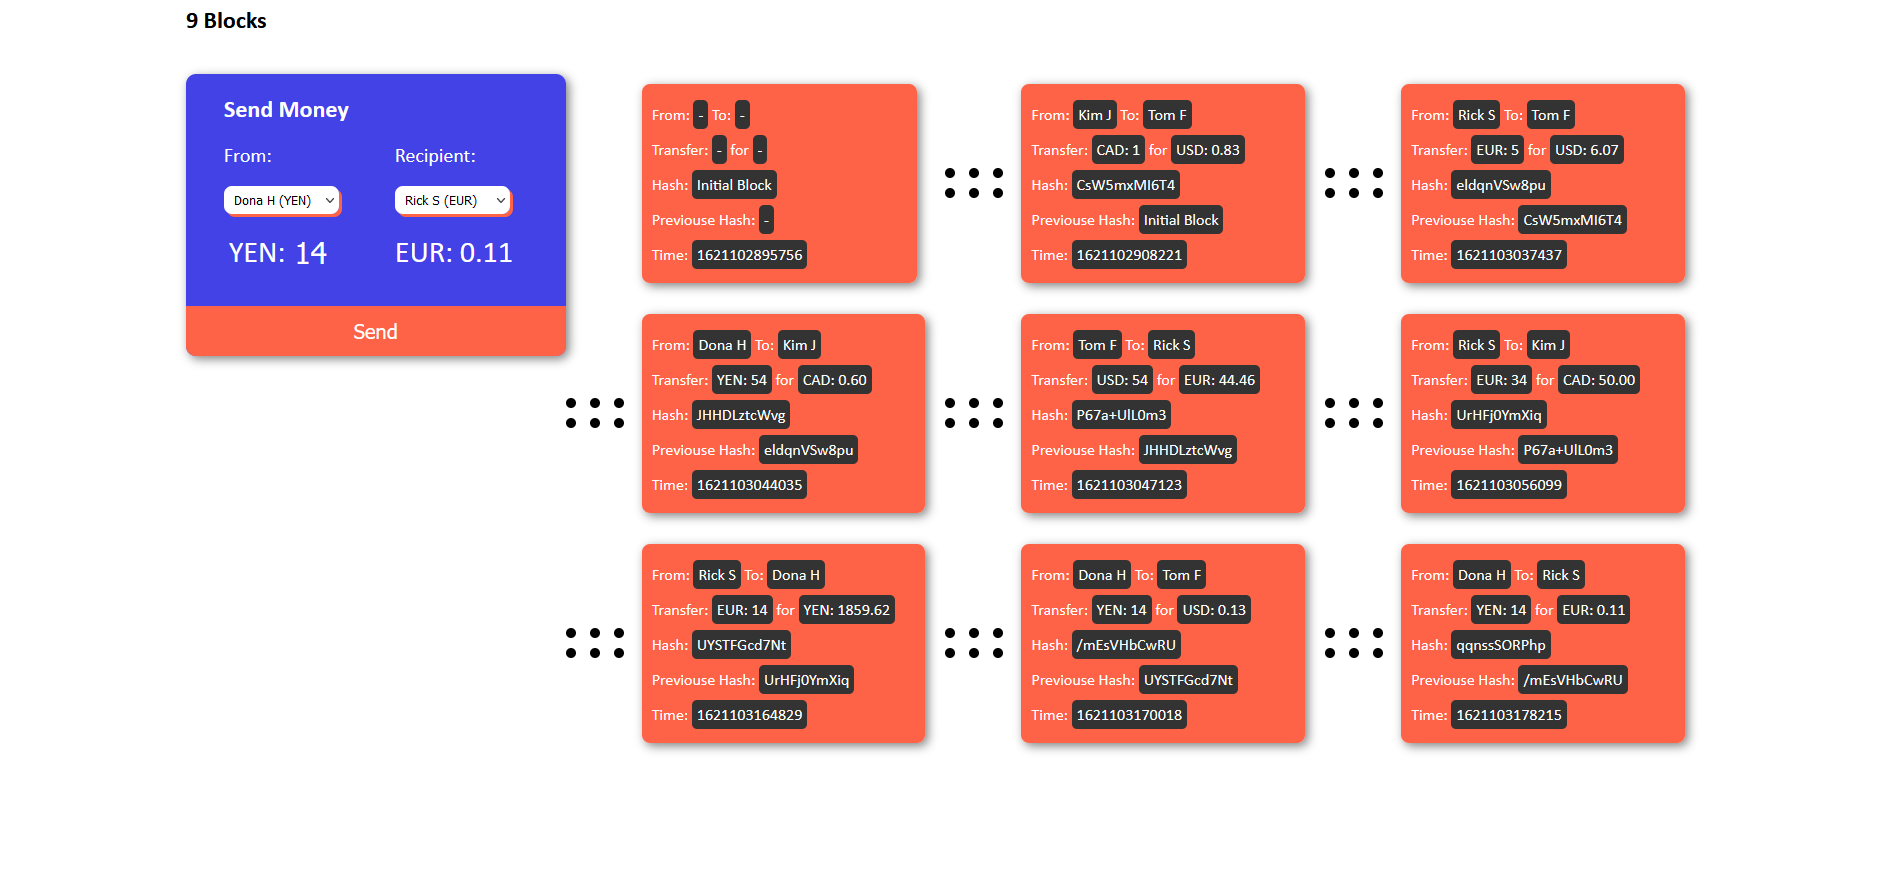 9 Blocks
Send Money
From: Recipient:
Dona H (YEN) Rick S (EUR)
YEN: 14 EUR: 0.11
Send
From: - To: -
Transfer: - for -
Hash: Initial Block
Previouse Hash: -
Time: 1621102895756
From: Kim J To: Tom F
Transfer: CAD: 1 for USD: 0.83
Hash: CsW5mxMI6T4
Previouse Hash: Initial Block
Time: 1621102908221
From: Rick S To: Tom F
Transfer: EUR: 5 for USD: 6.07
Hash: eldqnVSw8pu
Previouse Hash: CsW5mxMI6T4
Time: 1621103037437
From: Dona H To: Kim J
Transfer: YEN: 54 for CAD: 0.60
Hash: JHHDLztcWvg
Previouse Hash: eldqnVSw8pu
Time: 1621103044035
From: Tom F To: Rick S
Transfer: USD: 54 for EUR: 44.46
Hash: P67a+UlL0m3
Previouse Hash: JHHDLztcWvg
Time: 1621103047123
From: Rick S To: Kim J
Transfer: EUR: 34 for CAD: 50.00
Hash: UrHFj0YmXiq
Previouse Hash: P67a+UlL0m3
Time: 1621103056099
From: Rick S To: Dona H
Transfer: EUR: 14 for YEN: 1859.62
Hash: UYSTFGcd7Nt
Previouse Hash: UrHFj0YmXiq
Time: 1621103164829
From: Dona H To: Tom F
Transfer: YEN: 14 for USD: 0.13
Hash: /mEsVHbCwRU
Previouse Hash: UYSTFGcd7Nt
Time: 1621103170018
From: Dona H To: Rick S
Transfer: YEN: 14 for EUR: 0.11
Hash: qqnssSORPhp
Previouse Hash: /mEsVHbCwRU
Time: 1621103178215